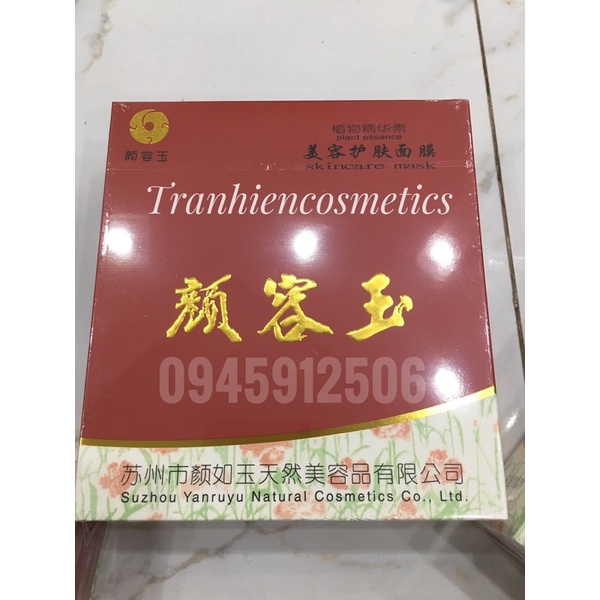 颜容玉
植物精华素
plant essence
美容护肤面膜
skincare mask
Tranhiencosmetics
颜容玉
0945912506
苏州市颜如玉天然美容品有限公司
Suzhou Yanruyu Natural Cosmetics Co., Ltd.